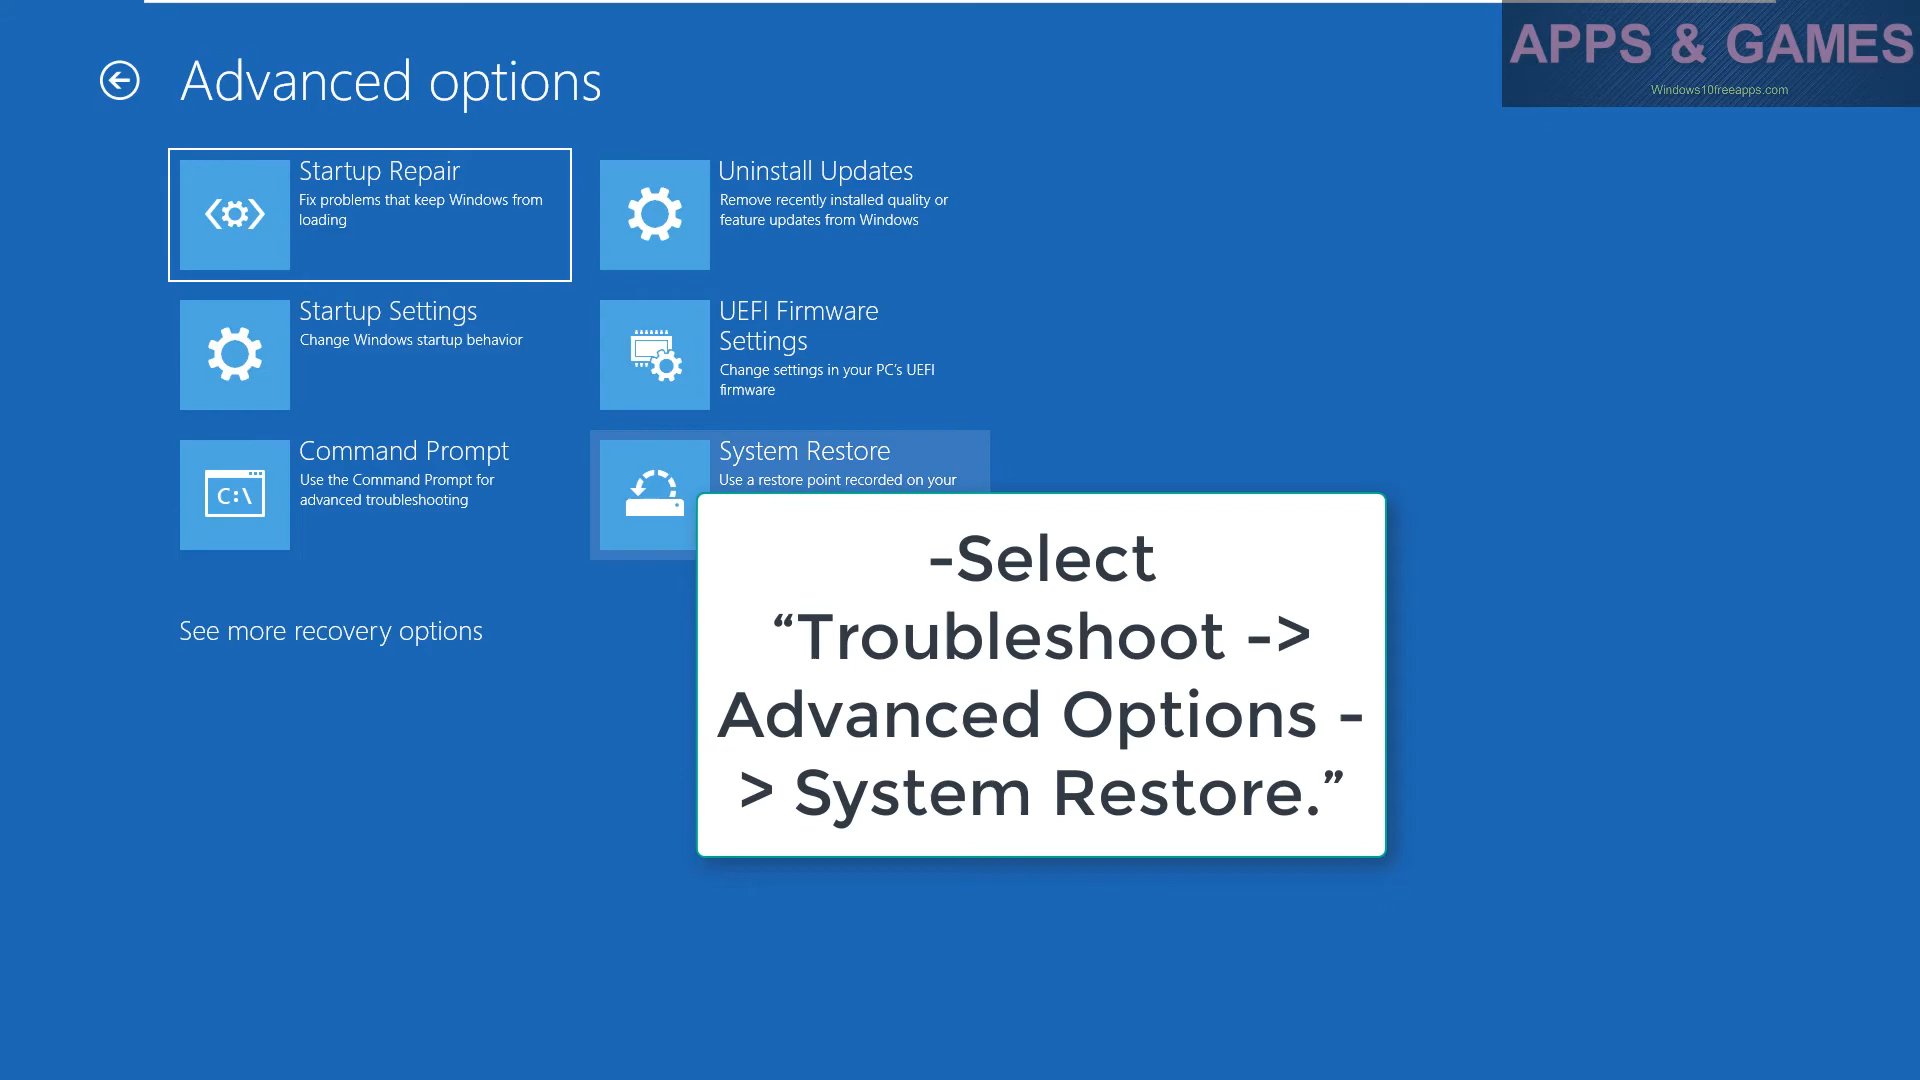 APPS & GAMES
Windows10freeapps.com
Advanced options
Startup Repair
Fix problems that keep Windows from
loading
Uninstall Updates
Remove recently installed quality or
feature updates from Windows
Startup Settings
Change Windows startup behavior
UEFI Firmware
Settings
Change settings in your PC's UEFI
firmware
Command Prompt
Use the Command Prompt for
advanced troubleshooting
C:\
System Restore
Use a restore point recorded on your
See more recovery options
-Select
“Troubleshoot ->
Advanced Options -
> System Restore.”